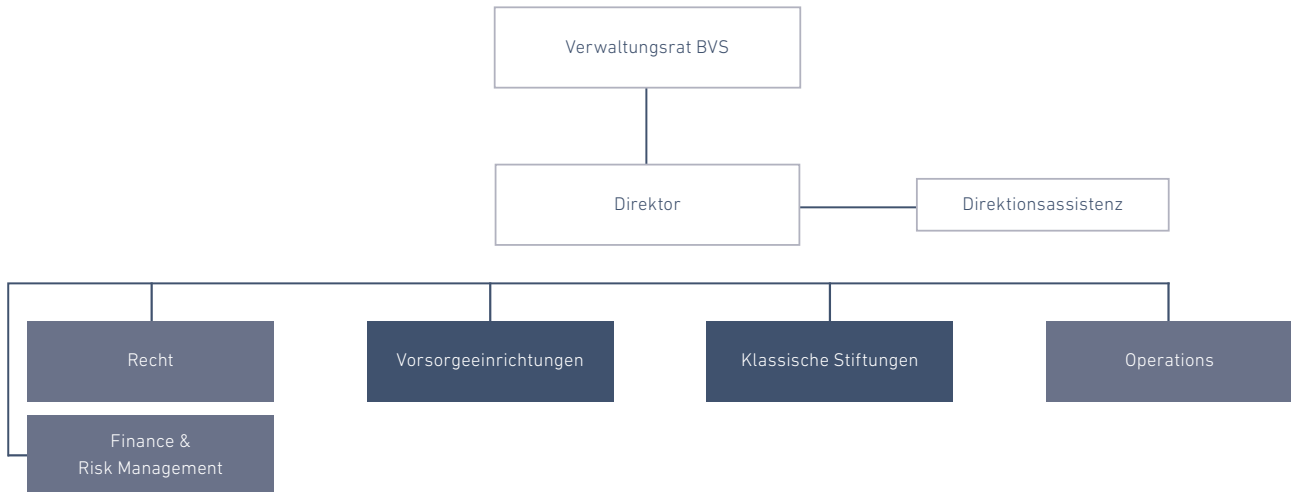 Verwaltungsrat BVS
Direktor
Direktionsassistenz
Recht
Vorsorgeeinrichtungen
Klassische Stiftungen
Operations
Finance &
Risk Management